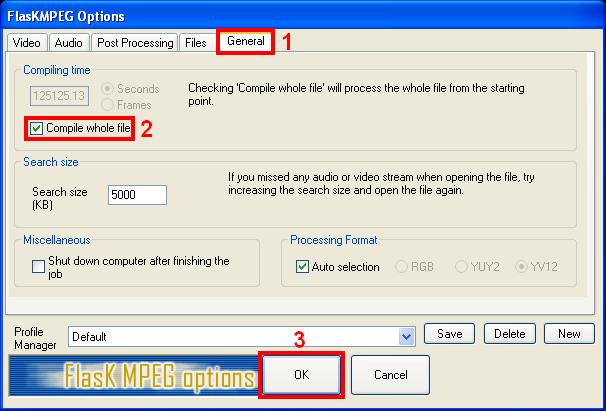 FlasKMPEG Options
Video Audio Post Processing Files General 1
Compiling time
125125.13 Seconds
Frames
Checking 'Compile whole file' will process the whole file from the starting
point.
Compile whole file 2
Search size
Search size
(KB)
5000
If you missed any audio or video stream when opening the file, try
increasing the search size and open the file again.
Miscellaneous
Shut down computer after finishing the
job
Processing Format
Auto selection RGB YUY2 YV12
Profile
Manager
Default
Save Delete New
3
FlasK MPEG options OK Cancel